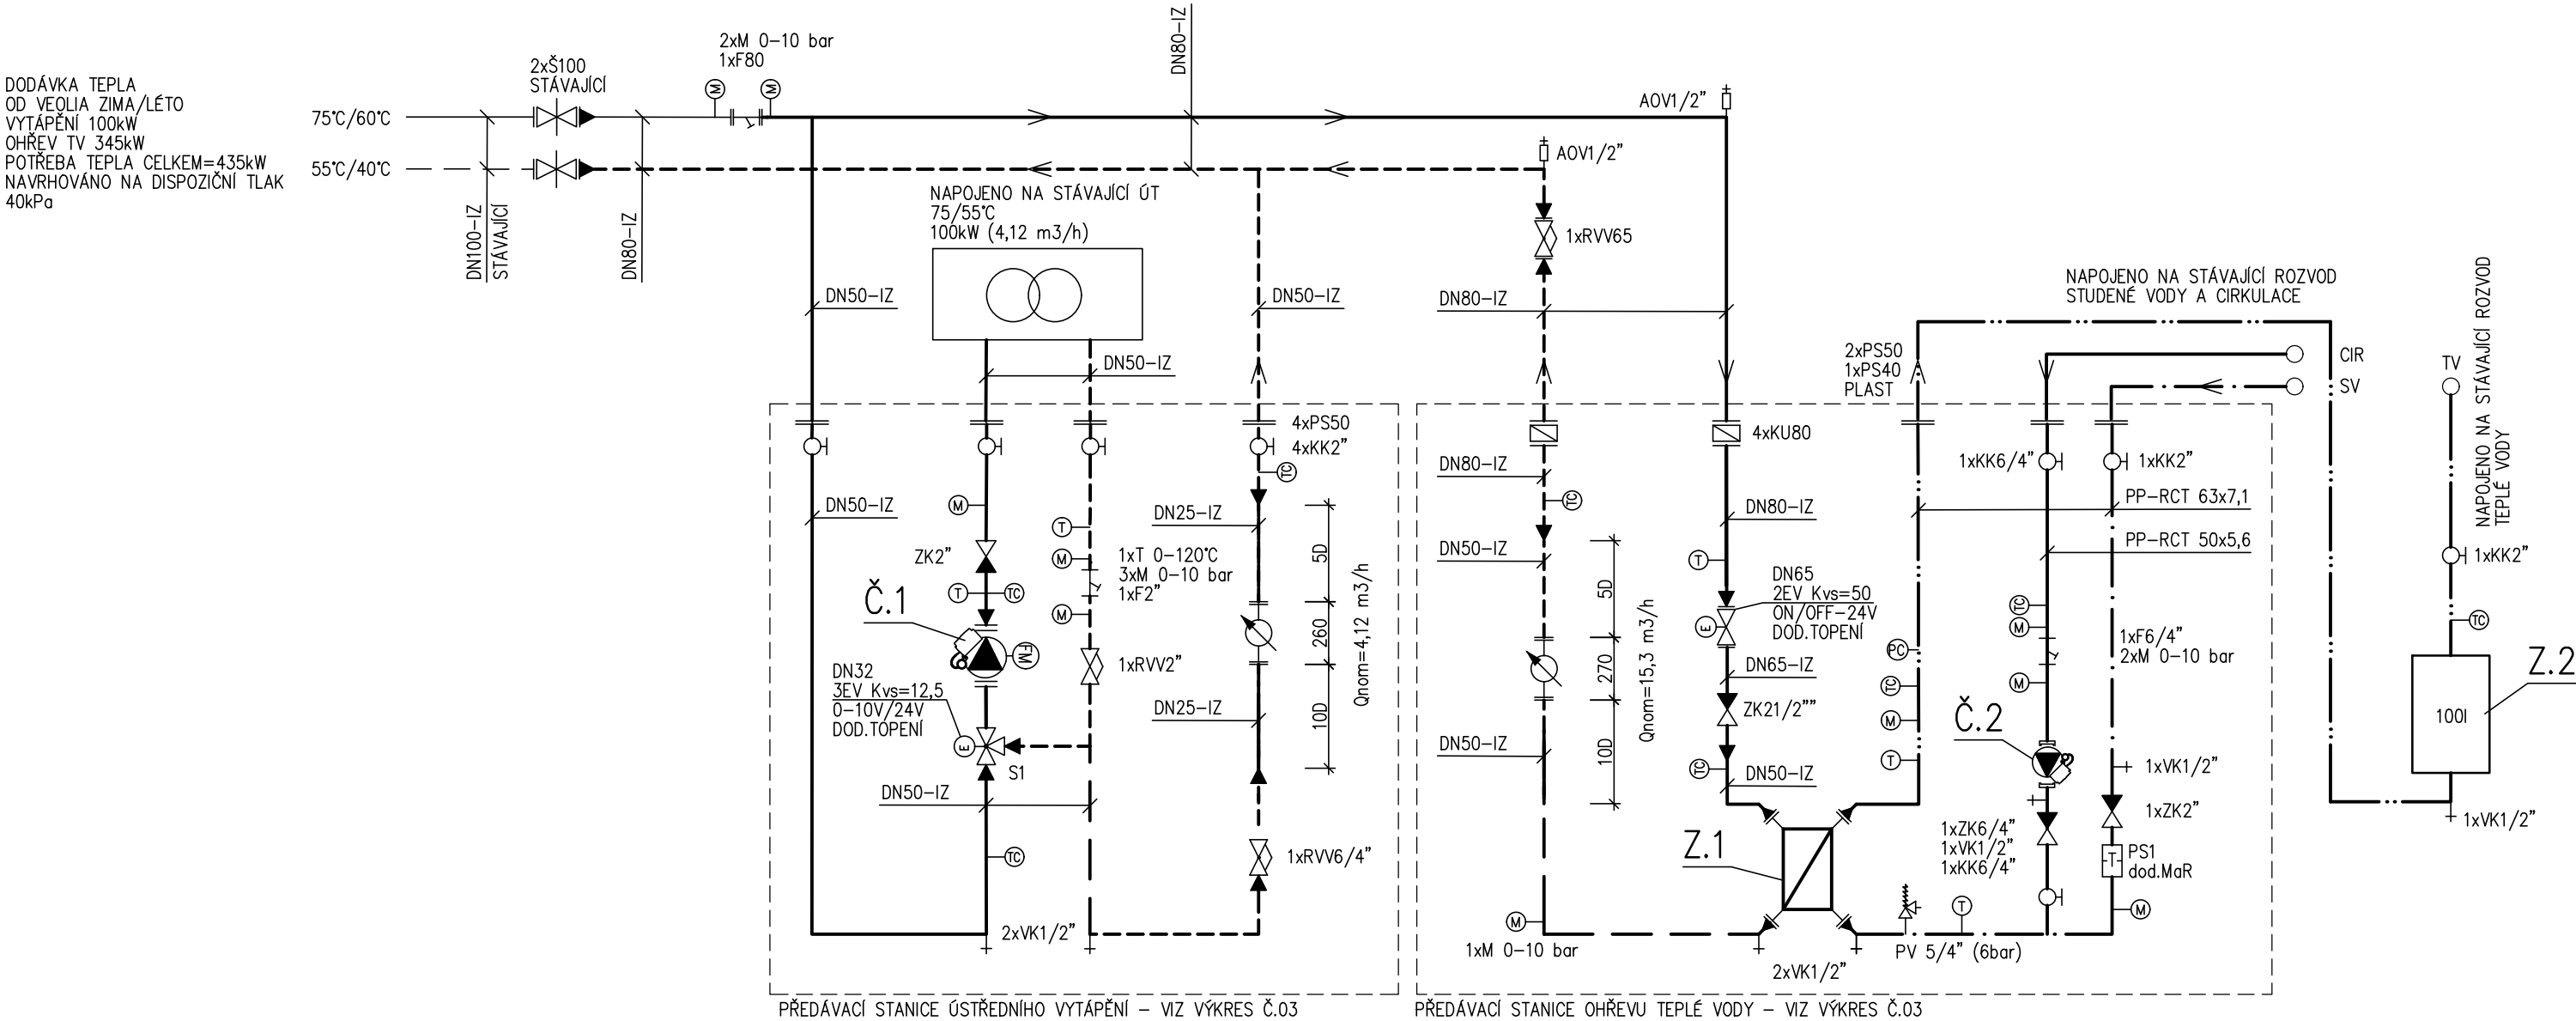 DODÁVKA TEPLA
OD VEOLIA ZIMA/LÉTO
VYTÁPĚNÍ 100kW
OHŘEV TV 345kW
POTŘEBA TEPLA CELKEM=435kW
NAVRHOVÁNO NA DISPOZIČNÍ TLAK
40kPa
75°C/60°C
55°C/40°C
2xŠ100
STÁVAJÍCÍ
DN100-IZ
STÁVAJÍCÍ
DN80-IZ
2xM 0-10 bar
1xF80
M
M
DN80-IZ
AOV1/2"
AOV1/2"
1xRVV65
NAPOJENO NA STÁVAJÍCÍ ÚT
75/55°C
100kW (4,12 m3/h)
DN50-IZ
DN50-IZ
DN50-IZ
DN80-IZ
NAPOJENO NA STÁVAJÍCÍ ROZVOD
STUDENÉ VODY A CIRKULACE
CIR
SV
TV
NAPOJENO NA STÁVAJÍCÍ ROZVOD
TEPLÉ VODY
2xPS50
1xPS40
PLAST
4xPS50
4xKK2"
TC
DN50-IZ
M
ZK2"
T
TC
Č.1
FM
DN32
3EV Kvs=12,5
0-10V/24V
DOD.TOPENÍ
E
S1
DN50-IZ
TC
2xVK1/2"
T
M
1xT 0-120°C
3xM 0-10 bar
1xF2"
M
1xRVV2"
DN25-IZ
DN25-IZ
5D
260
10D
Qnom=4,12 m3/h
1xRVV6/4"
PŘEDÁVACÍ STANICE ÚSTŘEDNÍHO VYTÁPĚNÍ - VIZ VÝKRES Č.03
4xKU80
DN80-IZ
TC
DN50-IZ
DN50-IZ
5D
270
10D
Qnom=15,3 m3/h
M
1xM 0-10 bar
DN80-IZ
T
DN65
2EV Kvs=50
ON/OFF-24V
DOD.TOPENÍ
E
DN65-IZ
ZK21/2""
TC
DN50-IZ
Z.1
2xVK1/2"
PC
TC
M
T
PV 5/4" (6bar)
T
1xKK6/4"
1xKK2"
PP-RCT 63x7,1
PP-RCT 50x5,6
TC
M
1xF6/4"
2xM 0-10 bar
M
Č.2
1xZK6/4"
1xVK1/2"
1xKK6/4"
1xVK1/2"
1xZK2"
T
PS1
dod.MaR
M
1xKK2"
TC
Z.2
100l
1xVK1/2"
PŘEDÁVACÍ STANICE OHŘEVU TEPLÉ VODY - VIZ VÝKRES Č.03